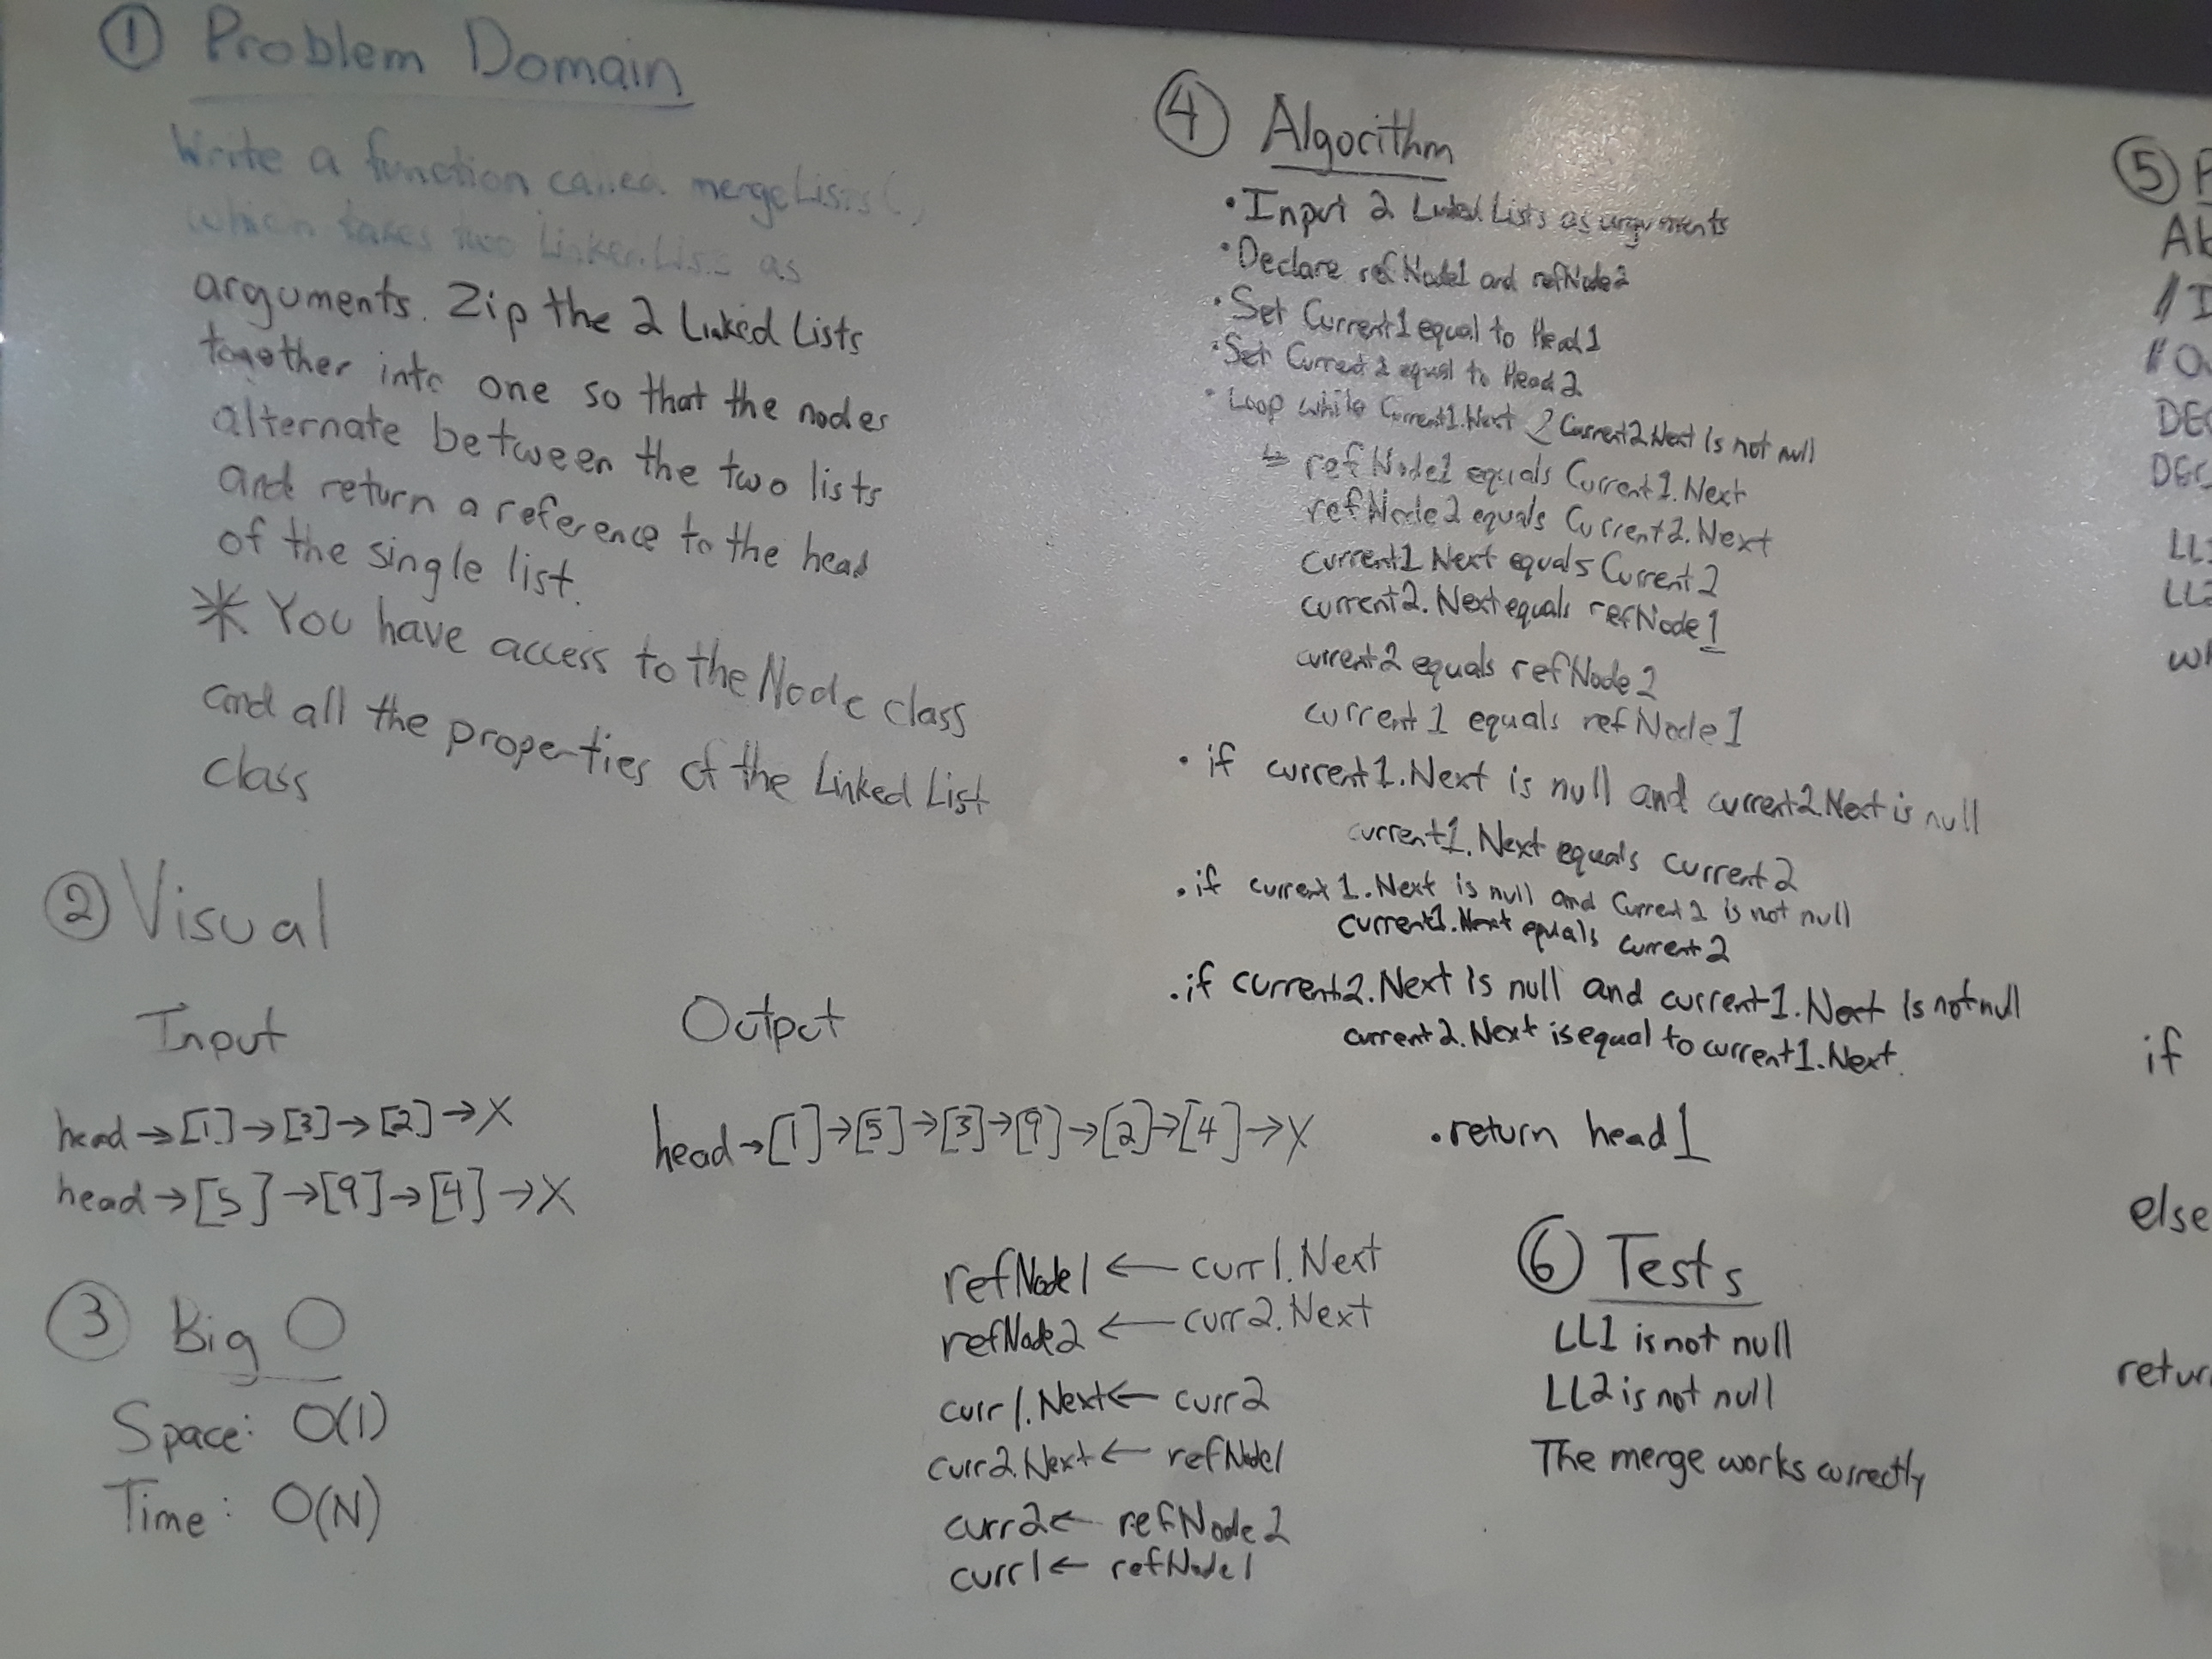 ① Problem Domain
Write a function called mergeLists(,
which takes two Linked Lists as
arguments. Zip the 2 Linked Lists
together into one so that the nodes
alternate between the two lists
and return a reference to the head
of the single list.
* You have access to the Node class
and all the properties of the Linked List
class
② Visual
Input
head→[1]→[3]→[2]→X
head→[5]→[9]→[4]→X
Output
head→[1]→[5]→[3]→[9]→[2]→[4]→X
③ Big O
Space: O(1)
Time: O(N)
refNode1 ← curr1.Next
refNode2 ← curr2.Next
curr1.Next ← curr2
curr2.Next ← refNode1
curr2 ← refNode2
curr1 ← refNode1
④ Algorithm
• Input 2 Linked Lists as arguments
• Declare refNode1 and refNode2
• Set Current1 equal to Head1
• Set Current2 equal to Head2
• Loop while Current1.Next & Current2.Next is not null
↳ refNode1 equals Current1.Next
refNode2 equals Current2.Next
current1 Next equals Current2
current2.Next equals refNode1
current2 equals refNode2
current1 equals refNode1
• if current1.Next is null and current2.Next is null
current1.Next equals current2
• if current1.Next is null and Current2 is not null
current1.Next equals current2
• if current2.Next is null and current1.Next is not null
current2.Next is equal to current1.Next.
• return head1
⑥ Tests
LL1 is not null
LL2 is not null
The merge works correctly
⑤ P
//I
DEC
LL1
LL2
if
else
retur